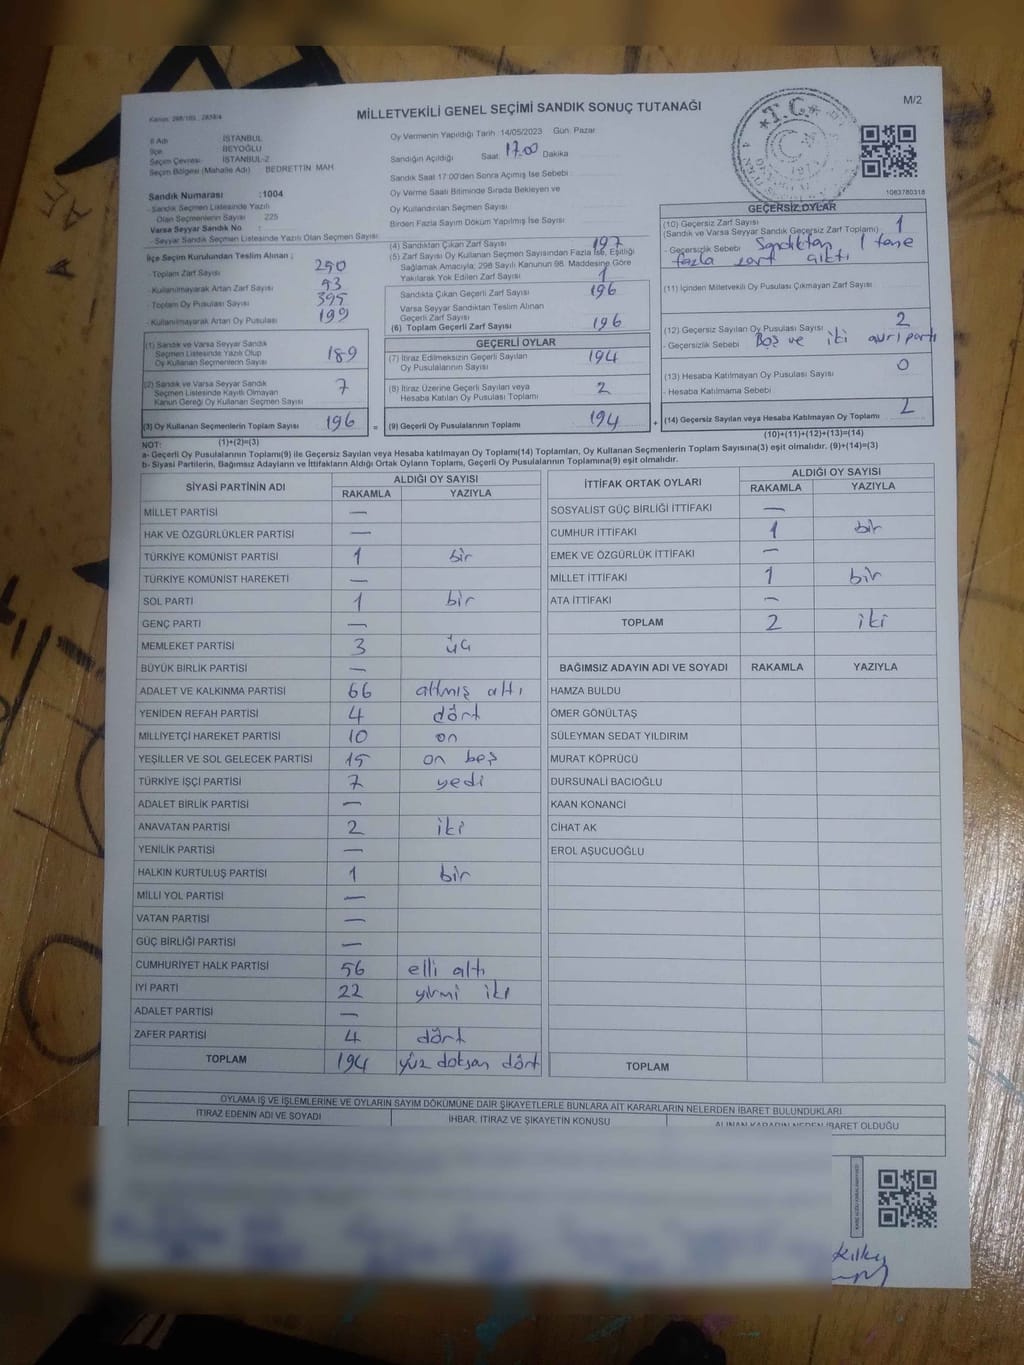 Kanun: 298/105, 2839/4
MİLLETVEKİLİ GENEL SEÇİMİ SANDIK SONUÇ TUTANAĞI
M/2
T.C.
İl Adı : İSTANBUL
İlçe : BEYOĞLU
Seçim Çevresi : İSTANBUL-2
Seçim Bölgesi (Mahalle Adı) : BEDRETTİN MAH
Sandık Numarası : 1004
- Sandık Seçmen Listesinde Yazılı
Olan Seçmenlerin Sayısı : 225
Varsa Seyyar Sandık No :
- Seyyar Sandık Seçmen Listesinde Yazılı Olan Seçmen Sayısı
İlçe Seçim Kurulundan Teslim Alınan ;
- Toplam Zarf Sayısı 290
- Kullanılmayarak Artan Zarf Sayısı 93
- Toplam Oy Pusulası Sayısı 395
- Kullanılmayarak Artan Oy Pusulası 199
(1) Sandık ve Varsa Seyyar Sandık
Seçmen Listesinde Yazılı Olup
Oy Kullanan Seçmenlerin Sayısı 189
(2) Sandık ve Varsa Seyyar Sandık
Seçmen Listesinde Kayıtlı Olmayan
Kanun Gereği Oy Kullanan Seçmen Sayısı 7
(3) Oy Kullanan Seçmenlerin Toplam Sayısı 196
Oy Vermenin Yapıldığı Tarih : 14/05/2023 Gün: Pazar
Sandığın Açıldığı Saat: 17.00 Dakika
Sandık Saat 17:00'den Sonra Açımış İse Sebebi
Oy Verme Saati Bitiminde Sırada Bekleyen ve
Oy Kullandırılan Seçmen Sayısı
Birden Fazla Sayım Döküm Yapılmış İse Sayısı
(4) Sandıktan Çıkan Zarf Sayısı 197
(5) Zarf Sayısı Oy Kullanan Seçmen Sayısından Fazla İse, Eşitliği
Sağlamak Amacıyla; 298 Sayılı Kanunun 98. Maddesine Göre
Yakılarak Yok Edilen Zarf Sayısı 1
Sandıkta Çıkan Geçerli Zarf Sayısı 196
Varsa Seyyar Sandıktan Teslim Alınan
Geçerli Zarf Sayısı
(6) Toplam Geçerli Zarf Sayısı 196
GEÇERLİ OYLAR
(7) İtiraz Edilmeksizin Geçerli Sayılan
Oy Pusulalarının Sayısı 194
(8) İtiraz Üzerine Geçerli Sayılan veya
Hesaba Katılan Oy Pusulası Toplamı 2
= (9) Geçerli Oy Pusulalarının Toplamı 194 +
1063780318
GEÇERSİZ OYLAR
(10) Geçersiz Zarf Sayısı
(Sandık ve Varsa Seyyar Sandık Geçersiz Zarf Toplamı) 1
- Geçersizlik Sebebi Sandıktan 1 tane
fazla zarf çıktı
(11) İçinden Milletvekili Oy Pusulası Çıkmayan Zarf Sayısı
(12) Geçersiz Sayılan Oy Pusulası Sayısı 2
- Geçersizlik Sebebi Boş ve iki ayrı parti
(13) Hesaba Katılmayan Oy Pusulası Sayısı 0
- Hesaba Katılmama Sebebi
(14) Geçersiz Sayılan veya Hesaba Katılmayan Oy Toplamı 2
NOT: (1)+(2)=(3) (10)+(11)+(12)+(13)=(14)
a- Geçerli Oy Pusulasının Toplamı(9) ile Geçersiz Sayılan veya Hesaba katılmayan Oy Toplamı(14) Toplamları, Oy Kullanan Seçmenlerin Toplam Sayısına(3) eşit olmalıdır. (9)+(14)=(3)
b- Siyasi Partilerin, Bağımsız Adayların ve İttifakların Aldığı Ortak Oyların Toplamı, Geçerli Oy Pusulalarının Toplamına(9) eşit olmalıdır.
SİYASİ PARTİNİN ADI ALDIĞI OY SAYISI
RAKAMLA YAZIYLA
MİLLET PARTİSİ —
HAK VE ÖZGÜRLÜKLER PARTİSİ —
TÜRKİYE KOMÜNİST PARTİSİ 1 bir
TÜRKİYE KOMÜNİST HAREKETİ —
SOL PARTİ 1 bir
GENÇ PARTİ —
MEMLEKET PARTİSİ 3 üç
BÜYÜK BİRLİK PARTİSİ —
ADALET VE KALKINMA PARTİSİ 66 altmış altı
YENİDEN REFAH PARTİSİ 4 dört
MİLLİYETÇİ HAREKET PARTİSİ 10 on
YEŞİLLER VE SOL GELECEK PARTİSİ 15 on beş
TÜRKİYE İŞÇİ PARTİSİ 7 yedi
ADALET BİRLİK PARTİSİ —
ANAVATAN PARTİSİ 2 iki
YENİLİK PARTİSİ —
HALKIN KURTULUŞ PARTİSİ 1 bir
MİLLİ YOL PARTİSİ —
VATAN PARTİSİ —
GÜÇ BİRLİĞİ PARTİSİ —
CUMHURİYET HALK PARTİSİ 56 elli altı
İYİ PARTİ 22 yirmi iki
ADALET PARTİSİ —
ZAFER PARTİSİ 4 dört
TOPLAM 194 yüz doksan dört
İTTİFAK ORTAK OYLARI ALDIĞI OY SAYISI
RAKAMLA YAZIYLA
SOSYALİST GÜÇ BİRLİĞİ İTTİFAKI —
CUMHUR İTTİFAKI 1 bir
EMEK VE ÖZGÜRLÜK İTTİFAKI —
MİLLET İTTİFAKI 1 bir
ATA İTTİFAKI —
TOPLAM 2 iki
BAĞIMSIZ ADAYIN ADI VE SOYADI RAKAMLA YAZIYLA
HAMZA BULDU
ÖMER GÖNÜLTAŞ
SÜLEYMAN SEDAT YILDIRIM
MURAT KÖPRÜCÜ
DURSUNALİ BACIOĞLU
KAAN KONANCİ
CİHAT AK
EROL AŞUCUOĞLU
TOPLAM
OYLAMA İŞ VE İŞLEMLERİNE VE OYLARIN SAYIM DÖKÜMÜNE DAİR ŞİKAYETLERLE BUNLARA AİT KARARLARIN NELERDEN İBARET BULUNDUKLARI
İTİRAZ EDENİN ADI VE SOYADI İHBAR, İTİRAZ VE ŞİKAYETİN KONUSU ALINAN KARARIN NEDEN İBARET OLDUĞU